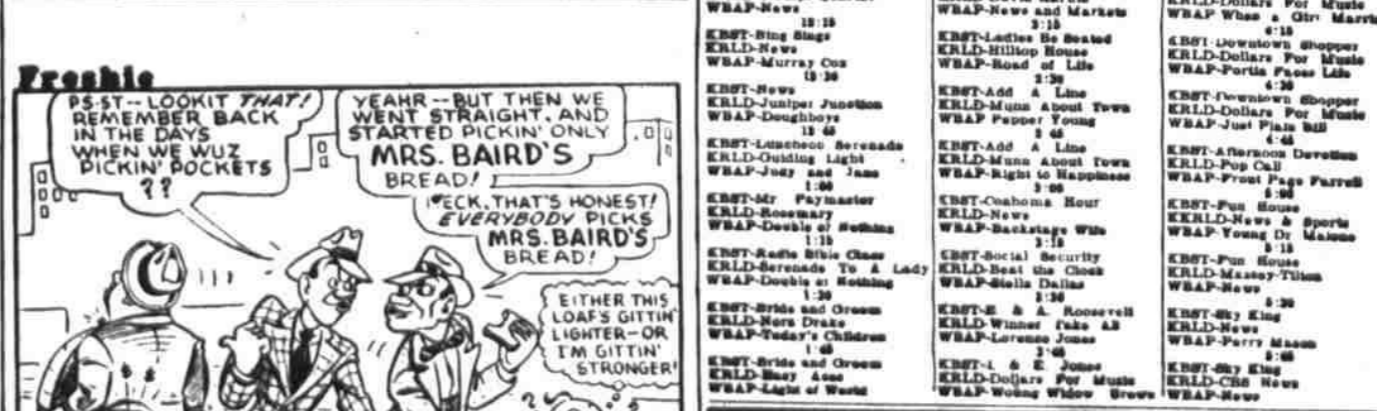 Freshie
PS-ST-- LOOKIT THAT!
REMEMBER BACK
IN THE DAYS
WHEN WE WUZ
PICKIN' POCKETS
??
YEAHR -- BUT THEN WE
WENT STRAIGHT, AND
STARTED PICKIN' ONLY
MRS. BAIRD'S
BREAD!
HECK, THAT'S HONEST!
EVERYBODY PICKS
MRS. BAIRD'S
BREAD!
EITHER THIS
LOAF'S GITTIN'
LIGHTER--OR
I'M GITTIN'
STRONGER!
WBAP-News
12:15
KBST-Bing Sings
KRLD-News
WBAP-Murray Cox
12:30
KBST-News
KRLD-Juniper Junction
WBAP-Doughboys
12:45
KBST-Luncheon Serenade
KRLD-Guiding Light
WBAP-Judy and Jane
1:00
KBST-Mr Paymaster
KRLD-Rosemary
WBAP-Double or Nothing
1:15
KBST-Radio Bible Class
KRLD-Serenade To A Lady
WBAP-Double or Nothing
1:30
KBST-Bride and Groom
KRLD-Nora Drake
WBAP-Today's Children
1:45
KBST-Bride and Groom
KRLD-Easy Aces
WBAP-Light of World
WBAP-News and Markets
2:15
KBST-Ladies Be Seated
KRLD-Hilltop House
WBAP-Road of Life
2:30
KBST-Add A Line
KRLD-Munn About Town
WBAP Pepper Young
2:45
KBST-Add A Line
KRLD-Munn About Town
WBAP-Right to Happiness
3:00
KBST-Coahoma Hour
KRLD-News
WBAP-Backstage Wife
3:15
KBST-Social Security
KRLD-Beat the Clock
WBAP-Stella Dallas
3:30
KBST-E & A. Roosevelt
KRLD-Winner Take All
WBAP-Lorenzo Jones
3:45
KBST-E Jones
KRLD-Dollars For Music
WBAP-Young Widow Brown
KRLD-Dollars For Music
WBAP When a Girl Marries
4:15
KBST-Downtown Shopper
KRLD-Dollars For Music
WBAP-Portia Faces Life
4:30
KBST-Downtown Shopper
KRLD-Dollars For Music
WBAP-Just Plain Bill
4:45
KBST-Afternoon Devotion
KRLD-Pop Call
WBAP-Front Page Farrell
5:00
KBST-Fun House
KKRLD-News & Sports
WBAP-Young Dr Malone
5:15
KBST-Fun House
KRLD-Massey-Tilton
WBAP-News
5:30
KBST-Sky King
KRLD-News
WBAP-Perry Mason
5:45
KBST-Sky King
KRLD-CBS News
WBAP-News